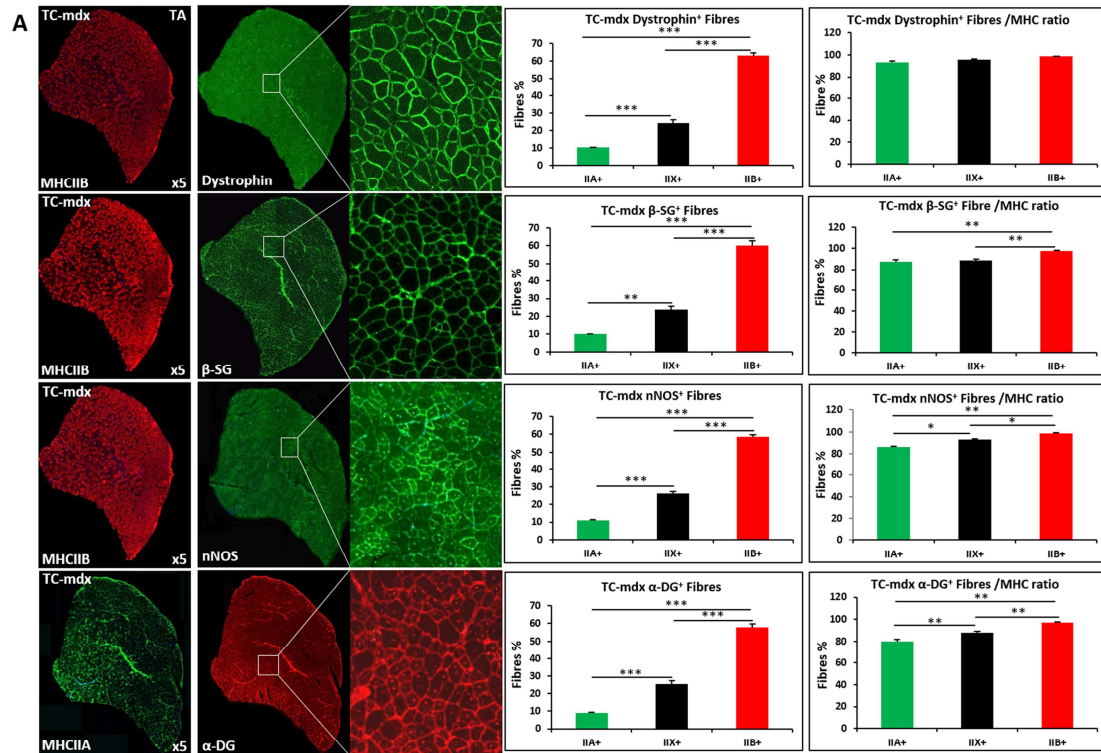 A
TC-mdx TA
MHCIIB x5
Dystrophin
TC-mdx Dystrophin⁺ Fibres
Fibres %
70
60
50
40
30
20
10
0
***
***
***
IIA+ IIX+ IIB+
TC-mdx Dystrophin⁺ Fibres /MHC ratio
Fibre %
120
100
80
60
40
20
0
IIA+ IIX+ IIB+
TC-mdx
MHCIIB x5
β-SG
TC-mdx β-SG⁺ Fibres
Fibres %
70
60
50
40
30
20
10
0
***
***
**
IIA+ IIX+ IIB+
TC-mdx β-SG⁺ Fibre /MHC ratio
Fibres %
120
100
80
60
40
20
0
**
**
IIA+ IIX+ IIB+
TC-mdx
MHCIIB x5
nNOS
TC-mdx nNOS⁺ Fibres
Fibres %
70
60
50
40
30
20
10
0
***
***
***
IIA+ IIX+ IIB+
TC-mdx nNOS⁺ Fibres /MHC ratio
Fibres %
120
100
80
60
40
20
0
**
*
*
IIA+ IIX+ IIB+
TC-mdx
MHCIIA x5
α-DG
TC-mdx α-DG⁺ Fibres
Fibres %
70
60
50
40
30
20
10
0
***
***
***
IIA+ IIX+ IIB+
TC-mdx α-DG⁺ Fibres /MHC ratio
Fibres %
120
100
80
60
40
20
0
**
**
**
IIA+ IIX+ IIB+